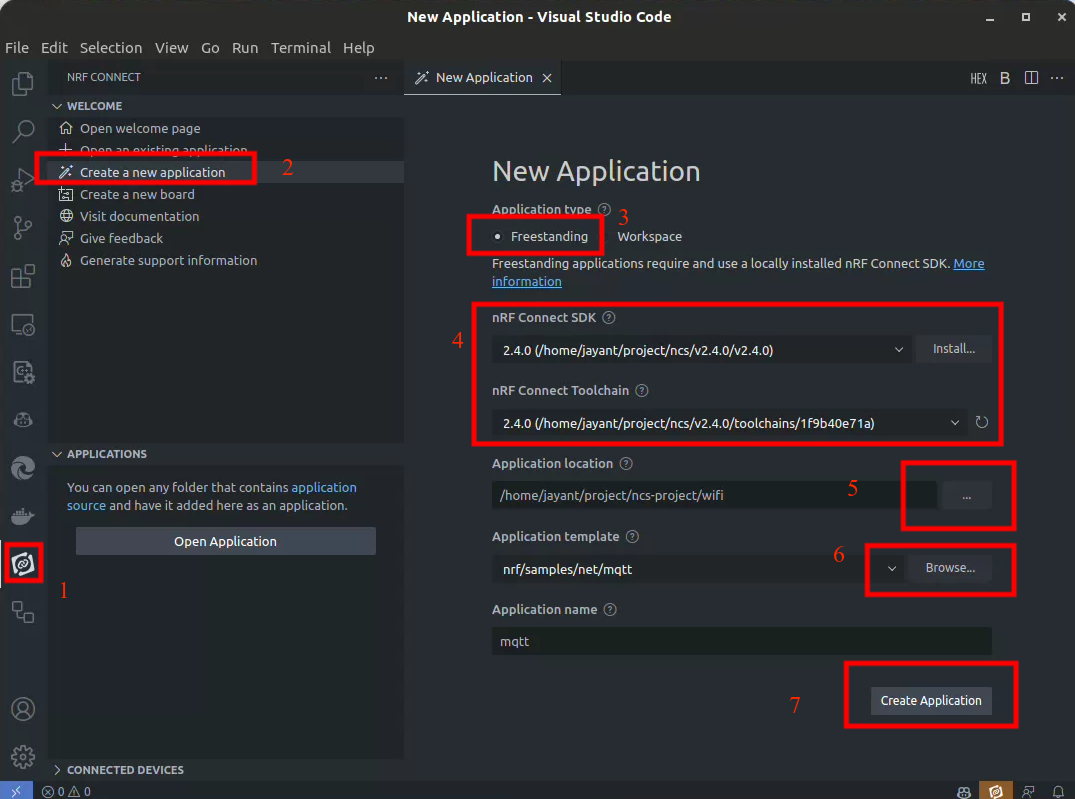 New Application - Visual Studio Code
File Edit Selection View Go Run Terminal Help
NRF CONNECT
New Application
HEX B
WELCOME
Open welcome page
Open an existing application
Create a new application
2
Create a new board
Visit documentation
Give feedback
Generate support information
APPLICATIONS
You can open any folder that contains application
source and have it added here as an application.
Open Application
1
CONNECTED DEVICES
New Application
Application type
3
Freestanding Workspace
Freestanding applications require and use a locally installed nRF Connect SDK. More
information
nRF Connect SDK
4
2.4.0 (/home/jayant/project/ncs/v2.4.0/v2.4.0)
Install...
nRF Connect Toolchain
2.4.0 (/home/jayant/project/ncs/v2.4.0/toolchains/1f9b40e71a)
Application location
/home/jayant/project/ncs-project/wifi
5
...
Application template
6
nrf/samples/net/mqtt
Browse...
Application name
mqtt
7
Create Application
0 0